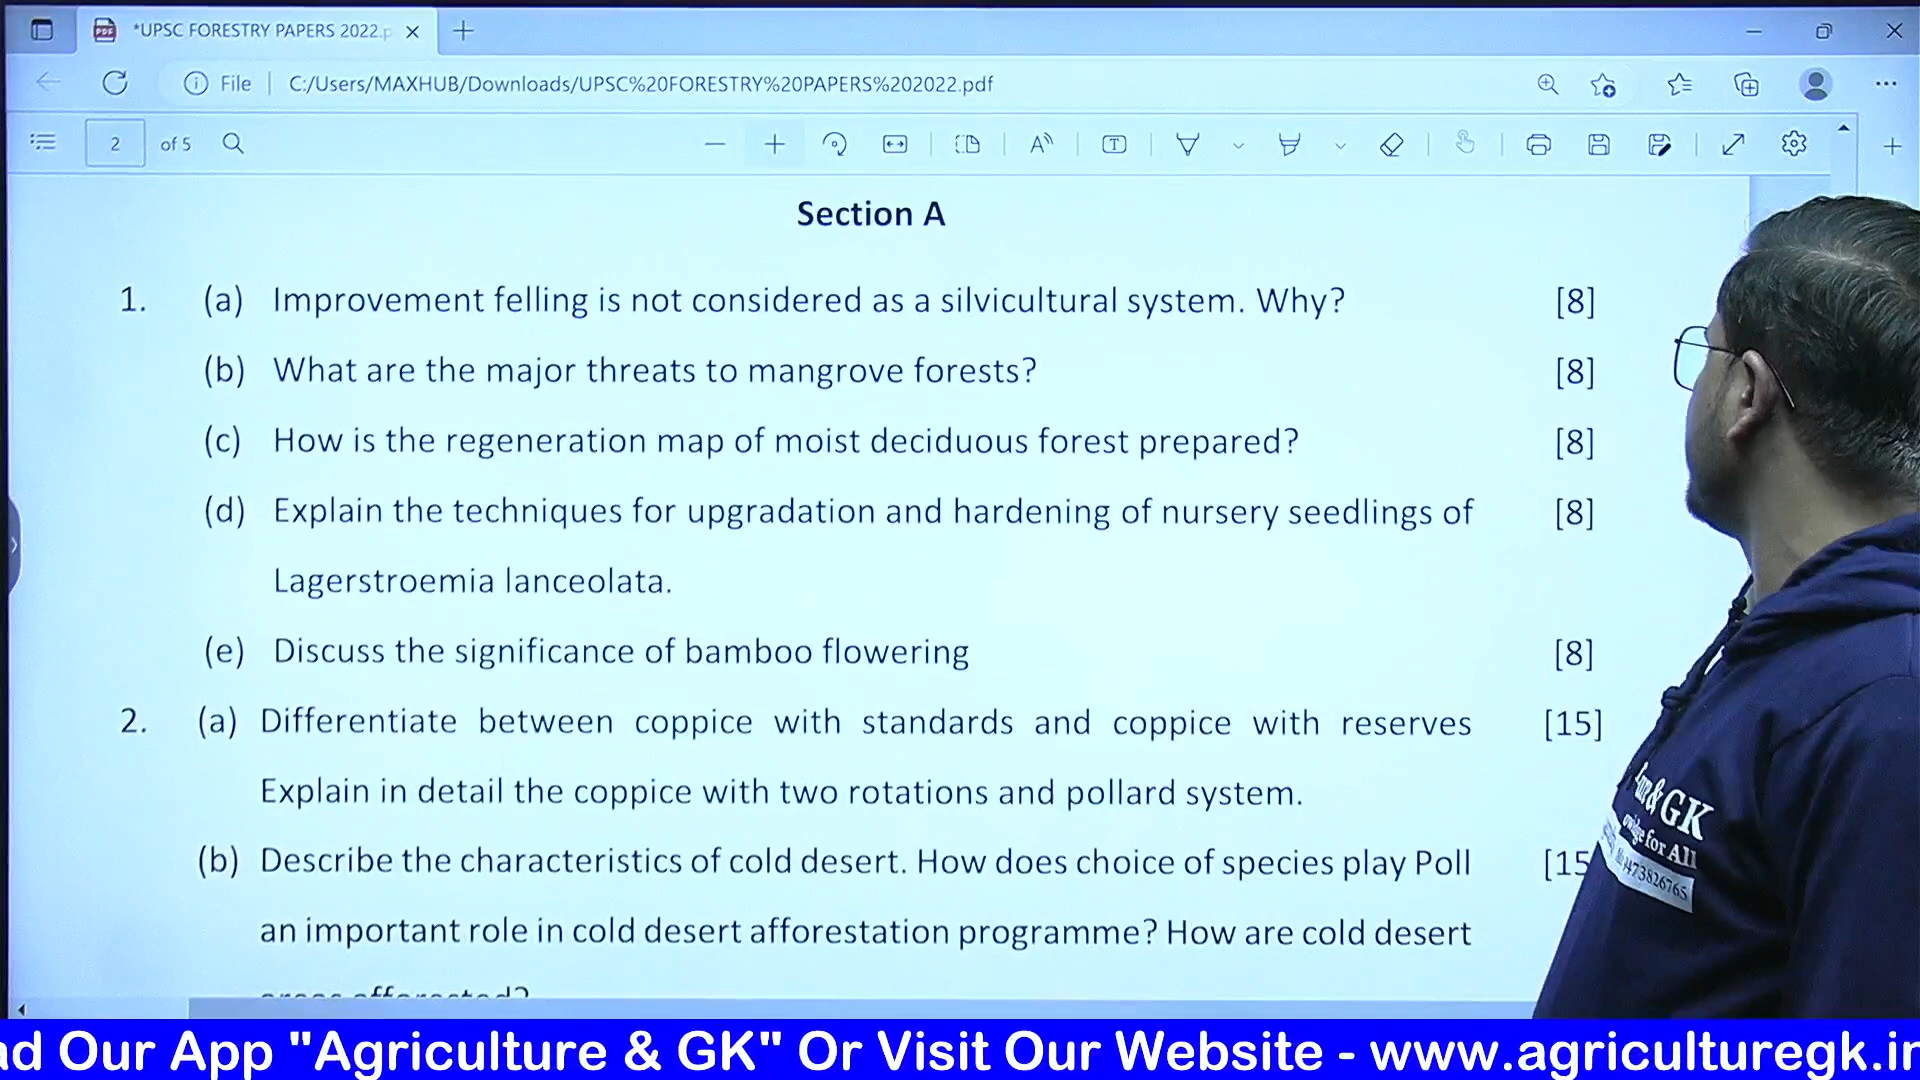 *UPSC FORESTRY PAPERS 2022.p
File
C:/Users/MAXHUB/Downloads/UPSC%20FORESTRY%20PAPERS%202022.pdf
2 of 5
Section A
1. (a) Improvement felling is not considered as a silvicultural system. Why? [8]
(b) What are the major threats to mangrove forests? [8]
(c) How is the regeneration map of moist deciduous forest prepared? [8]
(d) Explain the techniques for upgradation and hardening of nursery seedlings of [8]
Lagerstroemia lanceolata.
(e) Discuss the significance of bamboo flowering [8]
2. (a) Differentiate between coppice with standards and coppice with reserves [15]
Explain in detail the coppice with two rotations and pollard system.
(b) Describe the characteristics of cold desert. How does choice of species play Poll [15
an important role in cold desert afforestation programme? How are cold desert
areas afforested?
& GK
for All
ad Our App "Agriculture & GK" Or Visit Our Website - www.agriculturegk.in